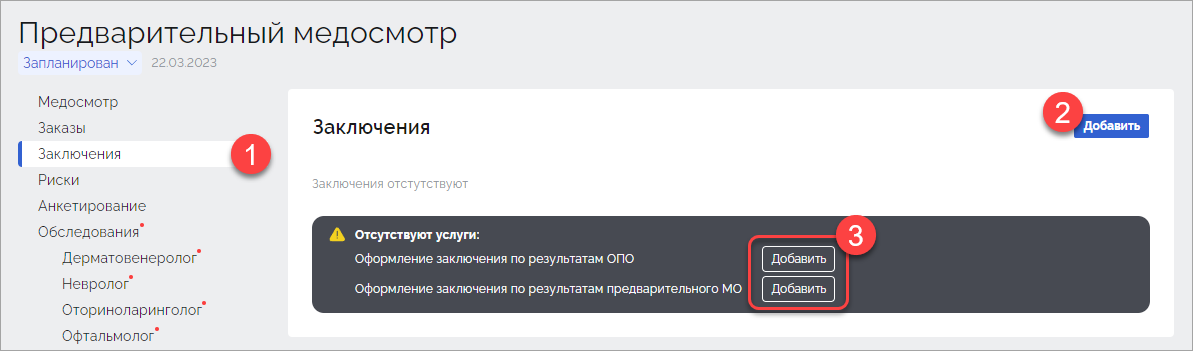 Предварительный медосмотр
Запланирован 22.03.2023
Медосмотр
Заказы
Заключения
1
Риски
Анкетирование
Обследования
Дерматовенеролог
Невролог
Оториноларинголог
Офтальмолог
Заключения
2
Добавить
Заключения отстутствуют
Отсутствуют услуги:
3
Оформление заключения по результатам ОПО Добавить
Оформление заключения по результатам предварительного МО Добавить